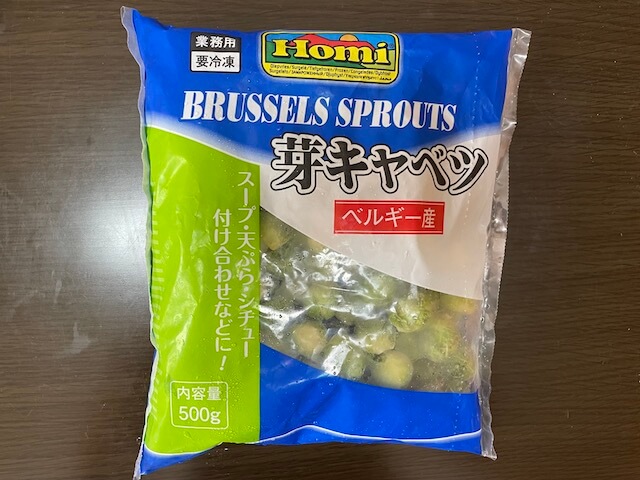 業務用
要冷凍
Homi
BRUSSELS SPROUTS
芽キャベツ
ベルギー産
スープ・天ぷら・シチュー
付け合わせなどに!
内容量
500g